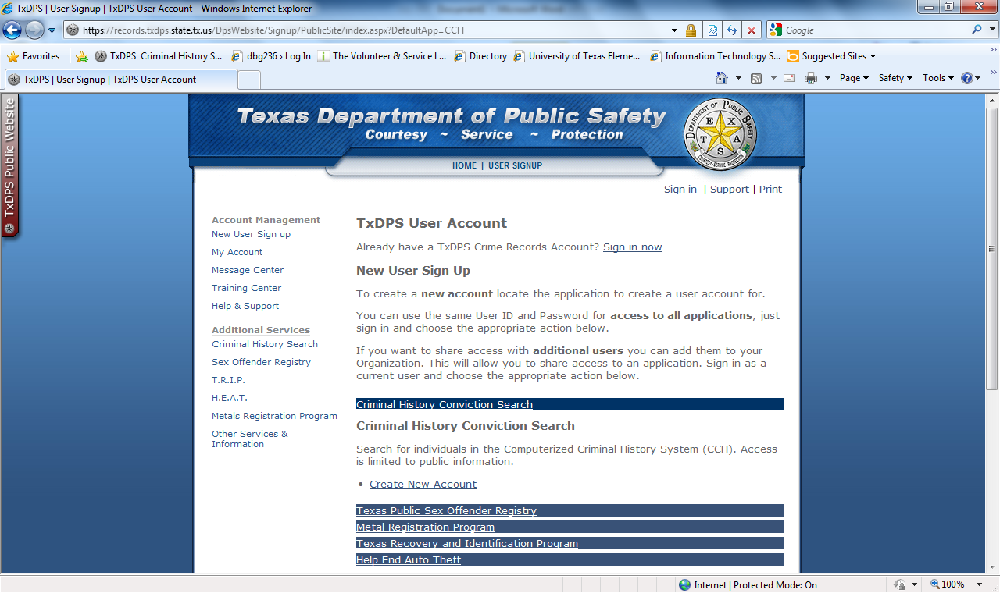 TxDPS | User Signup | TxDPS User Account - Windows Internet Explorer
https://records.txdps.state.tx.us/DpsWebsite/Signup/PublicSite/index.aspx?DefaultApp=CCH
Google
Favorites
TxDPS Criminal History S...
dbg236 › Log In
The Volunteer & Service L...
Directory
University of Texas Eleme...
Information Technology S...
Suggested Sites
TxDPS | User Signup | TxDPS User Account
Page
Safety
Tools
TxDPS Public Website
Texas Department of Public Safety
Courtesy ~ Service ~ Protection
DEPARTMENT OF PUBLIC SAFETY
TEXAS
COURTESY·SERVICE·PROTECTION
HOME | USER SIGNUP
Sign in | Support | Print
Account Management
New User Sign up
My Account
Message Center
Training Center
Help & Support
Additional Services
Criminal History Search
Sex Offender Registry
T.R.I.P.
H.E.A.T.
Metals Registration Program
Other Services &
Information
TxDPS User Account
Already have a TxDPS Crime Records Account? Sign in now
New User Sign Up
To create a new account locate the application to create a user account for.
You can use the same User ID and Password for access to all applications, just
sign in and choose the appropriate action below.
If you want to share access with additional users you can add them to your
Organization. This will allow you to share access to an application. Sign in as a
current user and choose the appropriate action below.
Criminal History Conviction Search
Criminal History Conviction Search
Search for individuals in the Computerized Criminal History System (CCH). Access
is limited to public information.
• Create New Account
Texas Public Sex Offender Registry
Metal Registration Program
Texas Recovery and Identification Program
Help End Auto Theft
Internet | Protected Mode: On
100%